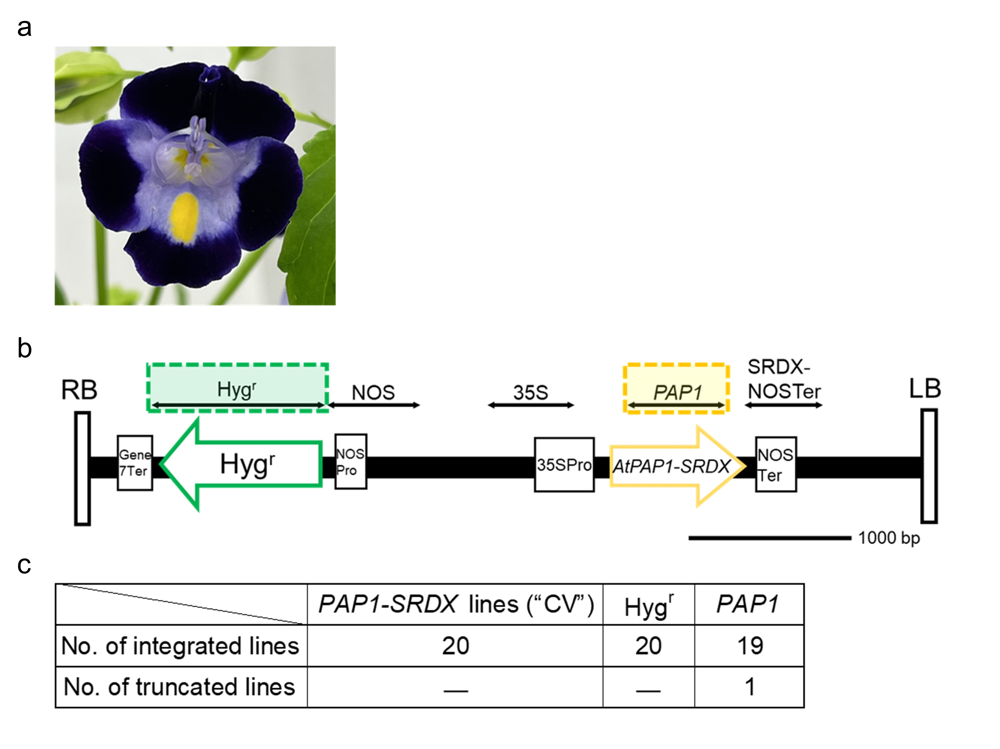 a
b
RB
Hygʳ
NOS
35S
PAP1
SRDX-
NOSTer
LB
Gene
7Ter
Hygʳ
NOS
Pro
35SPro
AtPAP1-SRDX
NOS
Ter
1000 bp
c
PAP1-SRDX lines (“CV”) Hygʳ PAP1
No. of integrated lines 20 20 19
No. of truncated lines — — 1